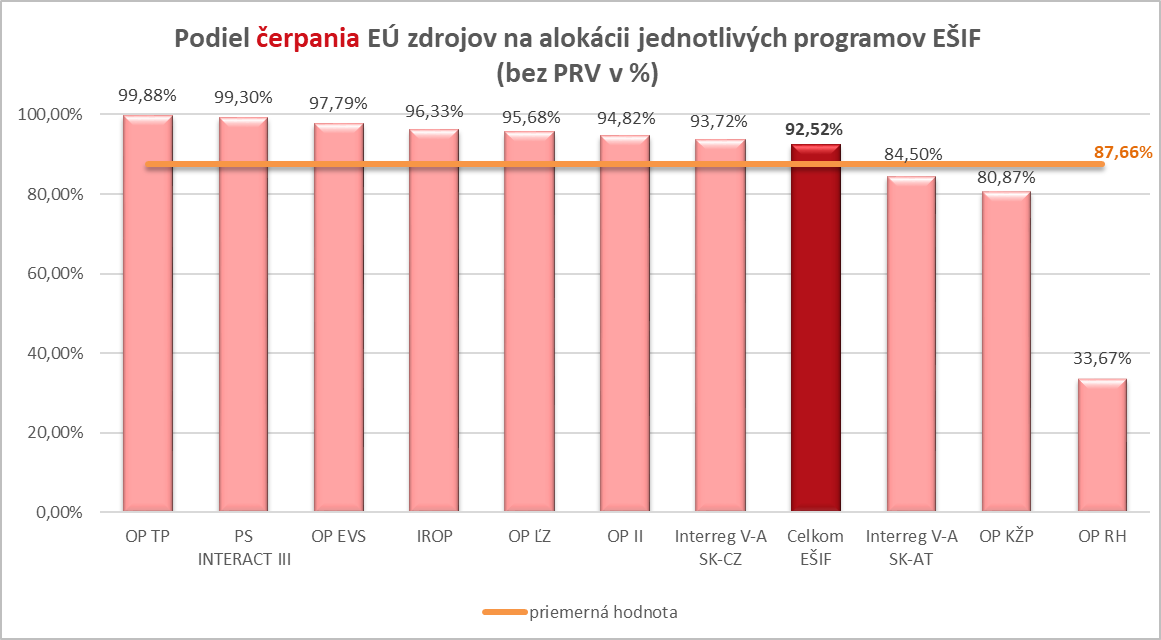 Podiel čerpania EÚ zdrojov na alokácii jednotlivých programov EŠIF
(bez PRV v %)
99,88%
99,30%
97,79%
96,33%
95,68%
94,82%
93,72%
92,52%
84,50%
87,66%
80,87%
33,67%
100,00%
80,00%
60,00%
40,00%
20,00%
0,00%
OP TP
PS
INTERACT III
OP EVS
IROP
OP ĽZ
OP II
Interreg V-A
SK-CZ
Celkom
EŠIF
Interreg V-A
SK-AT
OP KŽP
OP RH
priemerná hodnota